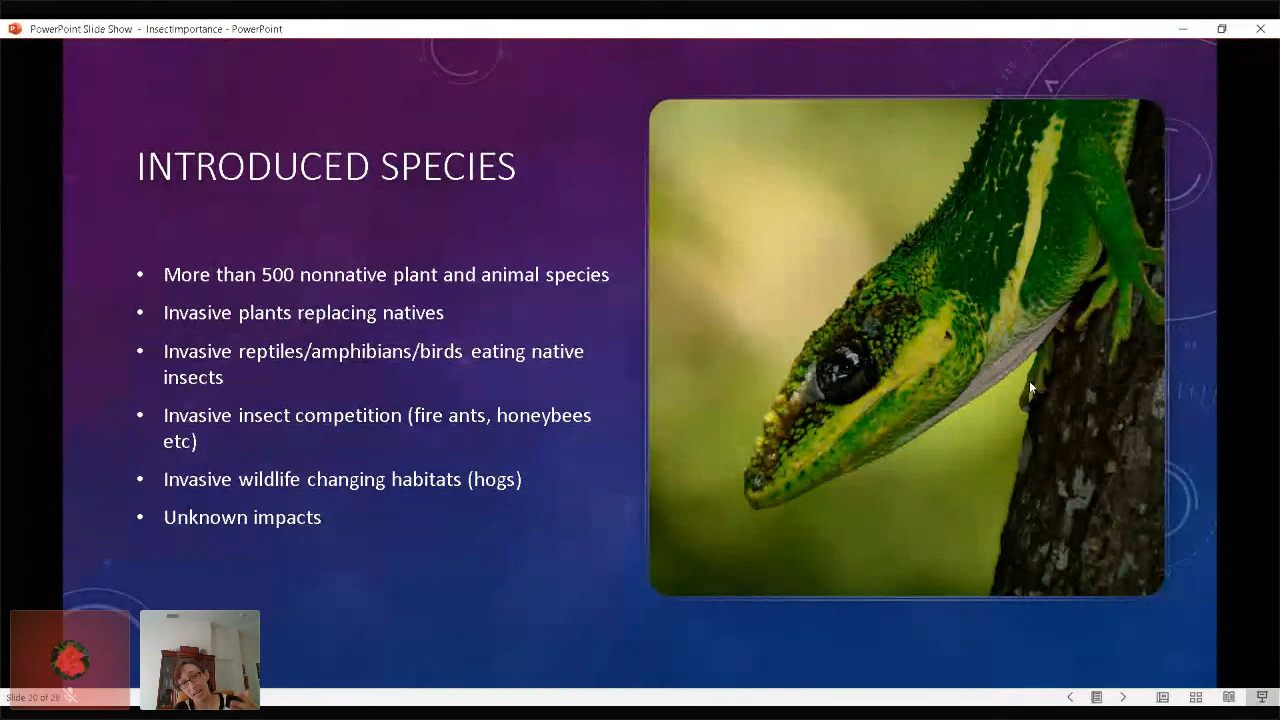 PowerPoint Slide Show - InsectImportance - PowerPoint
INTRODUCED SPECIES
• More than 500 nonnative plant and animal species
• Invasive plants replacing natives
• Invasive reptiles/amphibians/birds eating native
insects
• Invasive insect competition (fire ants, honeybees
etc)
• Invasive wildlife changing habitats (hogs)
• Unknown impacts
Slide 20 of 28